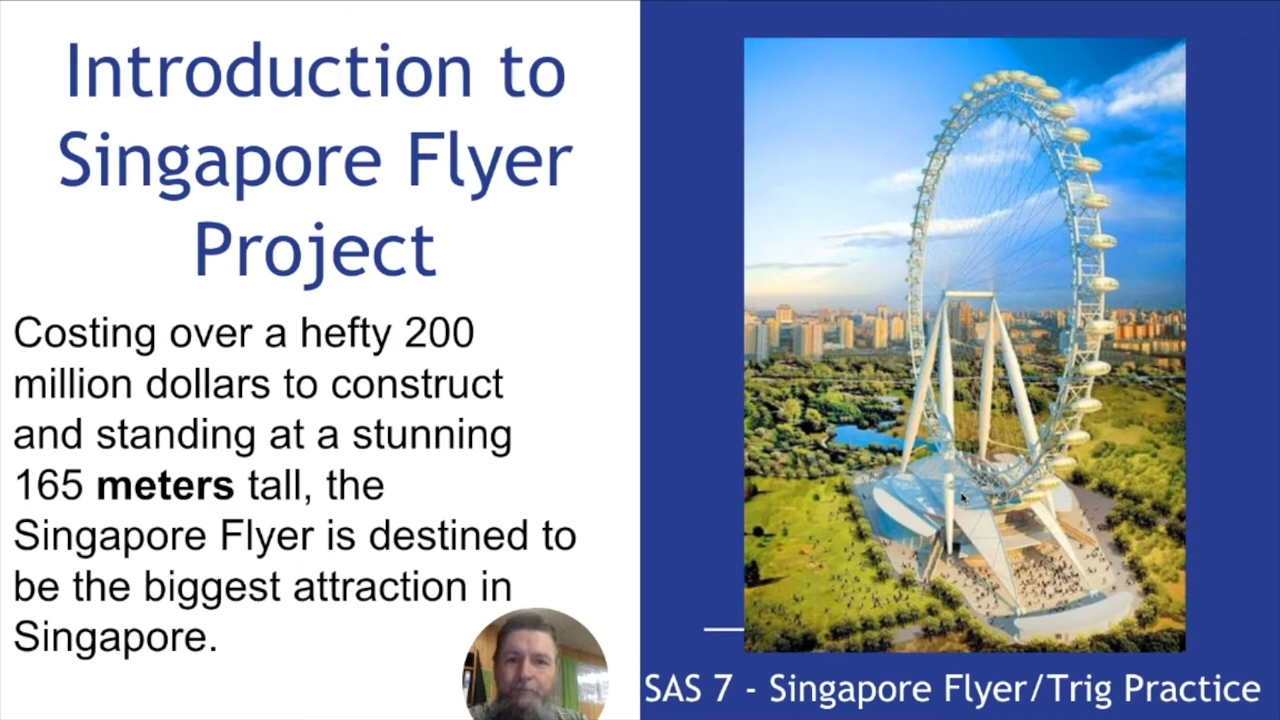 Introduction to
Singapore Flyer
Project
Costing over a hefty 200
million dollars to construct
and standing at a stunning
165 meters tall, the
Singapore Flyer is destined to
be the biggest attraction in
Singapore.
SAS 7 - Singapore Flyer/Trig Practice